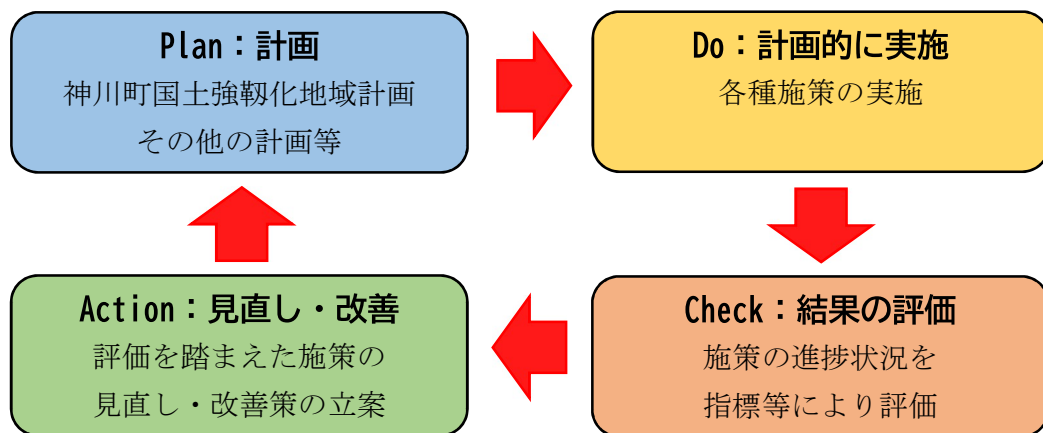 Plan：計画
神川町国土強靱化地域計画
その他の計画等
Do：計画的に実施
各種施策の実施
Action：見直し・改善
評価を踏まえた施策の
見直し・改善策の立案
Check：結果の評価
施策の進捗状況を
指標等により評価